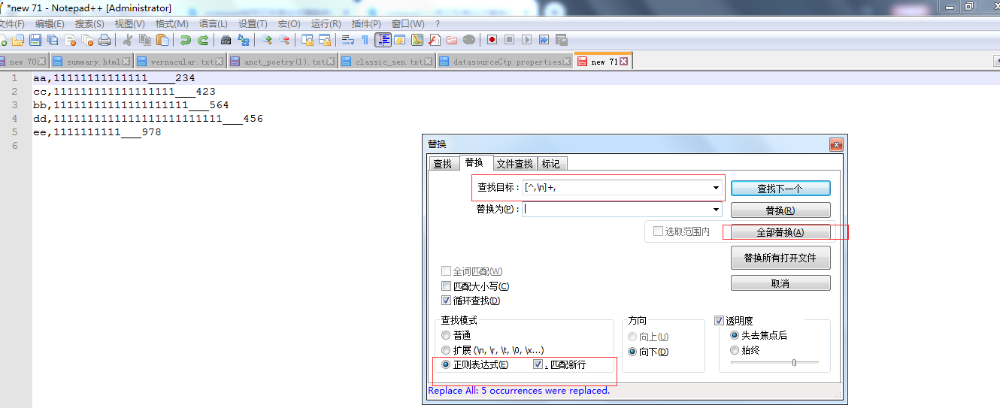 *new 71 - Notepad++ [Administrator]
文件(F) 编辑(E) 搜索(S) 视图(V) 格式(M) 语言(L) 设置(T) 宏(O) 运行(R) 插件(P) 窗口(W) ?
new 70 summary.html vernacular.txt anct_poetry(1).txt classic_sen.txt datasourceCtp.properties new 71
1 aa,11111111111111____234
2 cc,111111111111111111___423
3 bb,11111111111111111111___564
4 dd,1111111111111111111111111___456
5 ee,1111111111___978
6
替换
查找 替换 文件查找 标记
查找目标: [^,\n]+, 查找下一个
替换为(P): 替换(R)
选取范围内 全部替换(A)
替换所有打开文件
全词匹配(W) 取消
匹配大小写(C)
循环查找(D)
查找模式 方向 透明度
普通 向上(U) 失去焦点后
扩展 (\n, \r, \t, \0, \x...) 向下(D) 始终
正则表达式(E) . 匹配新行
Replace All: 5 occurrences were replaced.